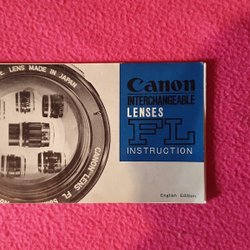 LENS MADE IN JAPAN
CANON LENS FL
Canon
INTERCHANGEABLE
LENSES
FL
INSTRUCTION
English Edition